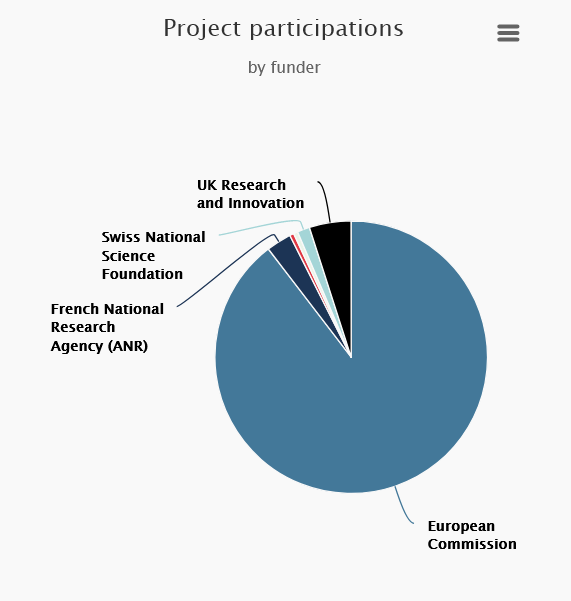 Project participations
by funder
UK Research
and Innovation
Swiss National
Science
Foundation
French National
Research
Agency (ANR)
European
Commission